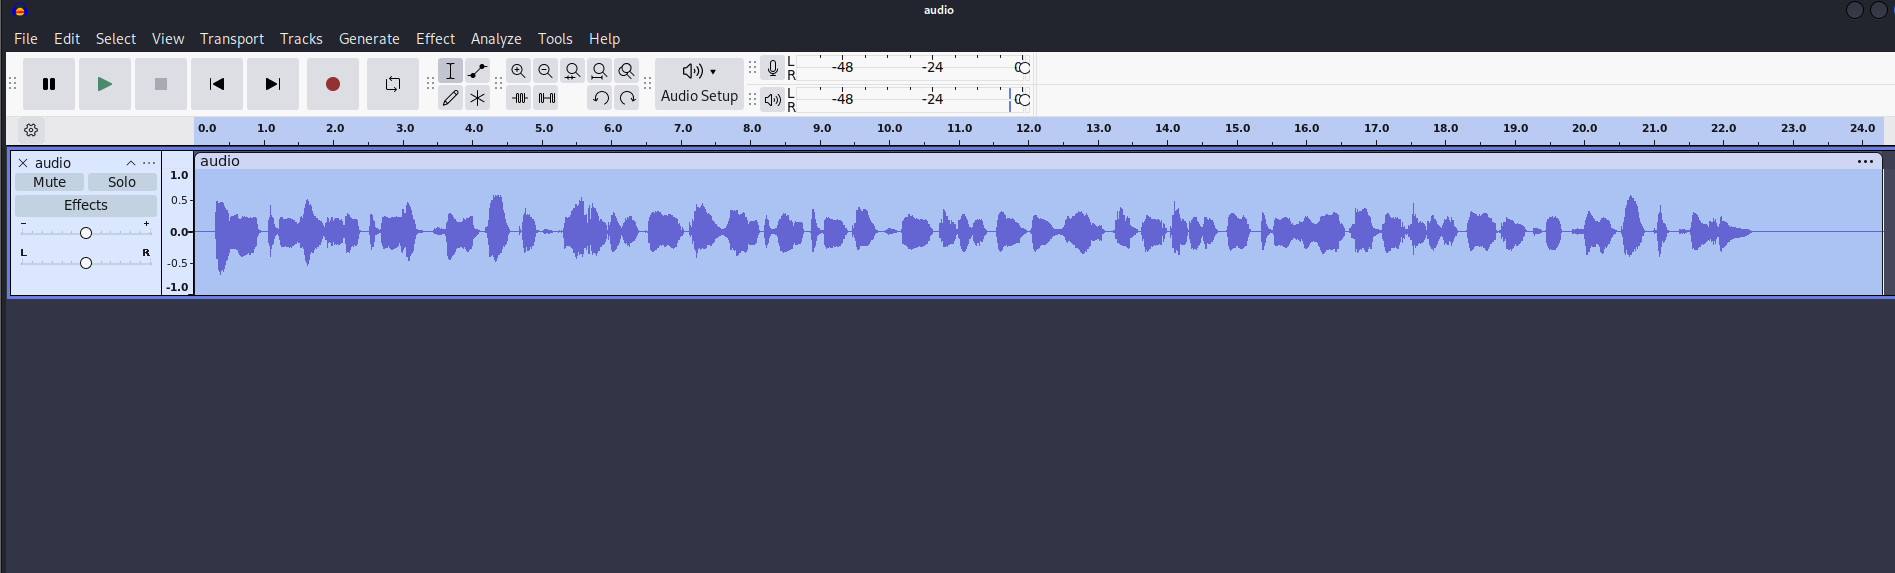 audio
File Edit Select View Transport Tracks Generate Effect Analyze Tools Help
L
R
-48 -24 0
Audio Setup
L
R
-48 -24 0
0.0 1.0 2.0 3.0 4.0 5.0 6.0 7.0 8.0 9.0 10.0 11.0 12.0 13.0 14.0 15.0 16.0 17.0 18.0 19.0 20.0 21.0 22.0 23.0 24.0
audio
audio
Mute Solo
Effects
- +
L R
1.0
0.5
0.0
-0.5
-1.0